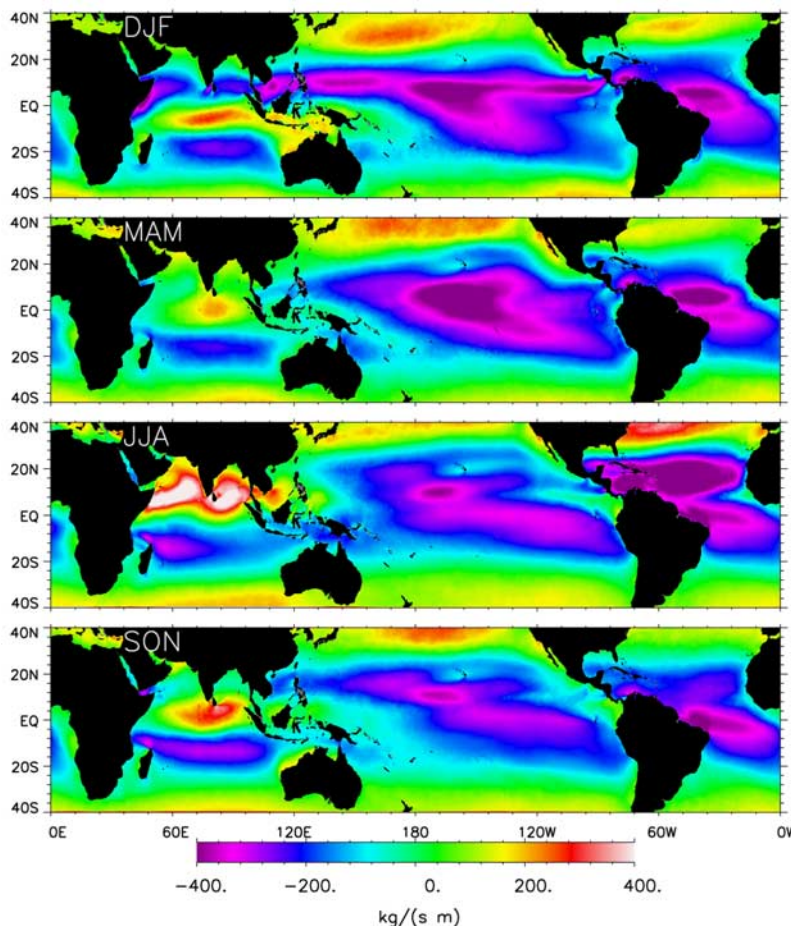 40N
DJF
20N
EQ
20S
40S
40N
MAM
20N
EQ
20S
40S
40N
JJA
20N
EQ
20S
40S
40N
SON
20N
EQ
20S
40S
0E 60E 120E 180 120W 60W 0W
-400. -200. 0. 200. 400.
kg/(s m)